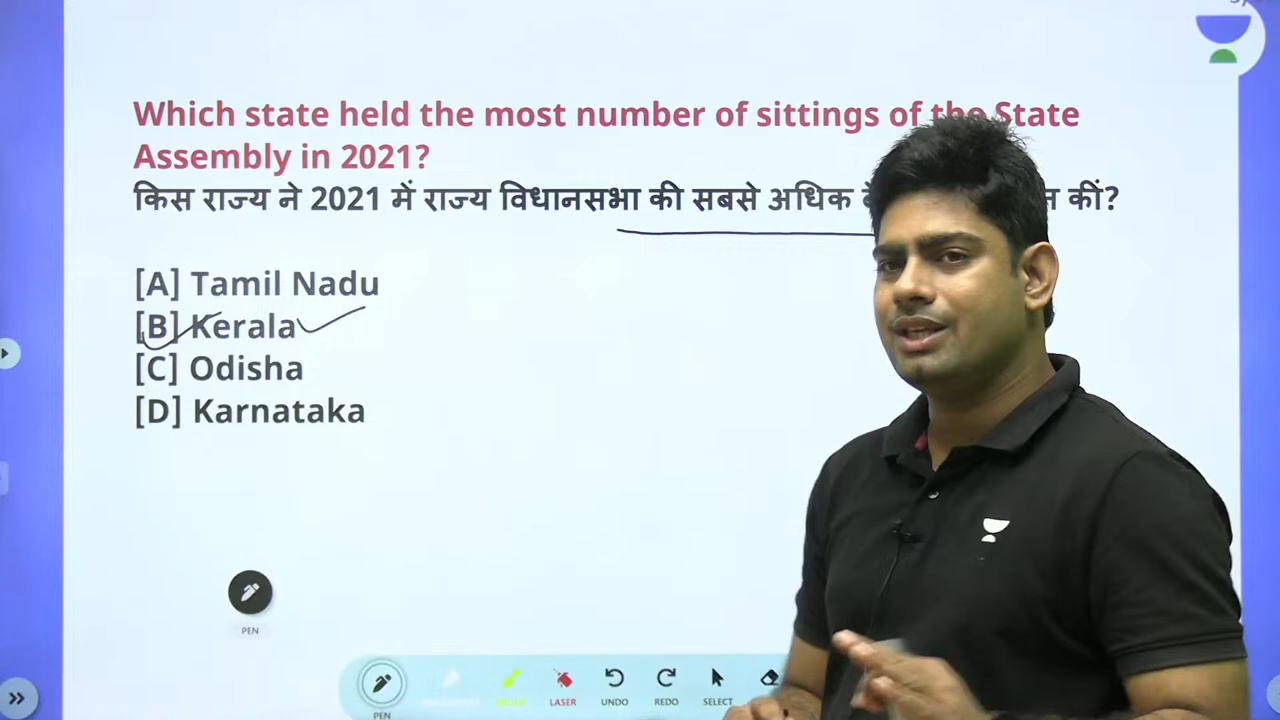 Which state held the most number of sittings of the State
Assembly in 2021?
किस राज्य ने 2021 में राज्य विधानसभा की सबसे अधिक कीं?
[A] Tamil Nadu
[B] Kerala
[C] Odisha
[D] Karnataka
PEN
PEN
LASER
UNDO
REDO
SELECT